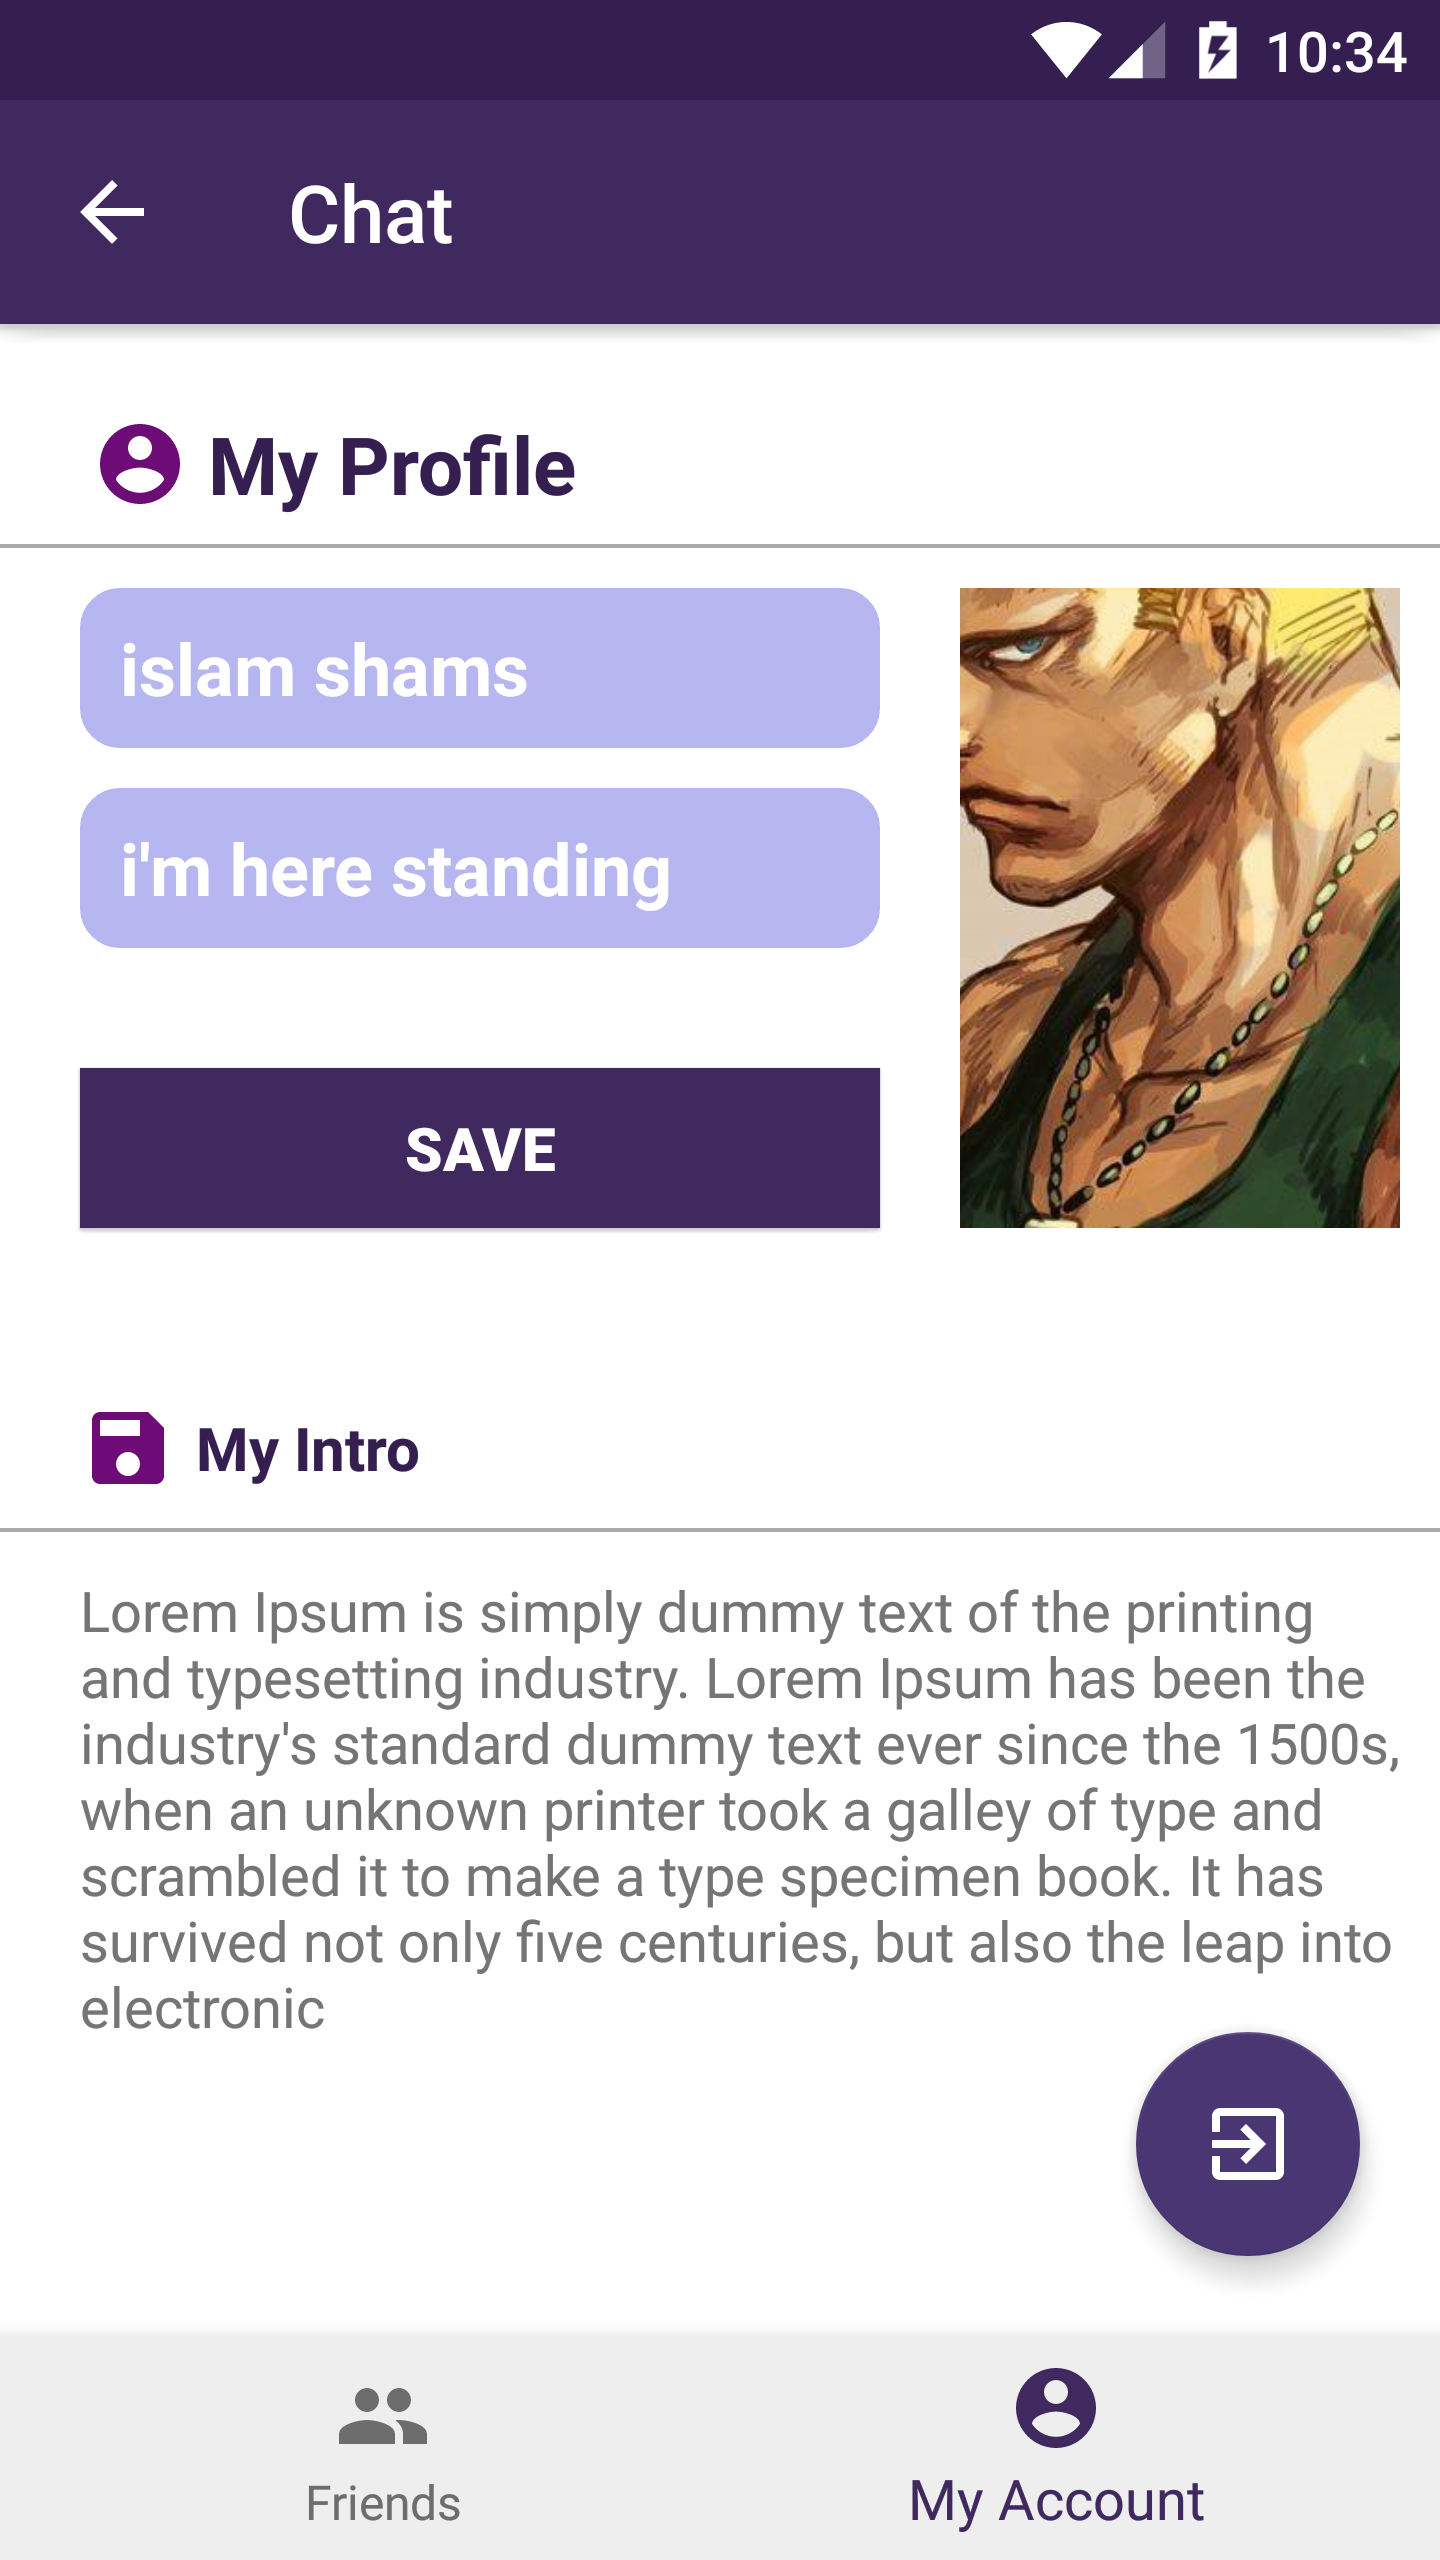 10:34
Chat
My Profile
islam shams
i'm here standing
SAVE
My Intro
Lorem Ipsum is simply dummy text of the printing
and typesetting industry. Lorem Ipsum has been the
industry's standard dummy text ever since the 1500s,
when an unknown printer took a galley of type and
scrambled it to make a type specimen book. It has
survived not only five centuries, but also the leap into
electronic
Friends
My Account